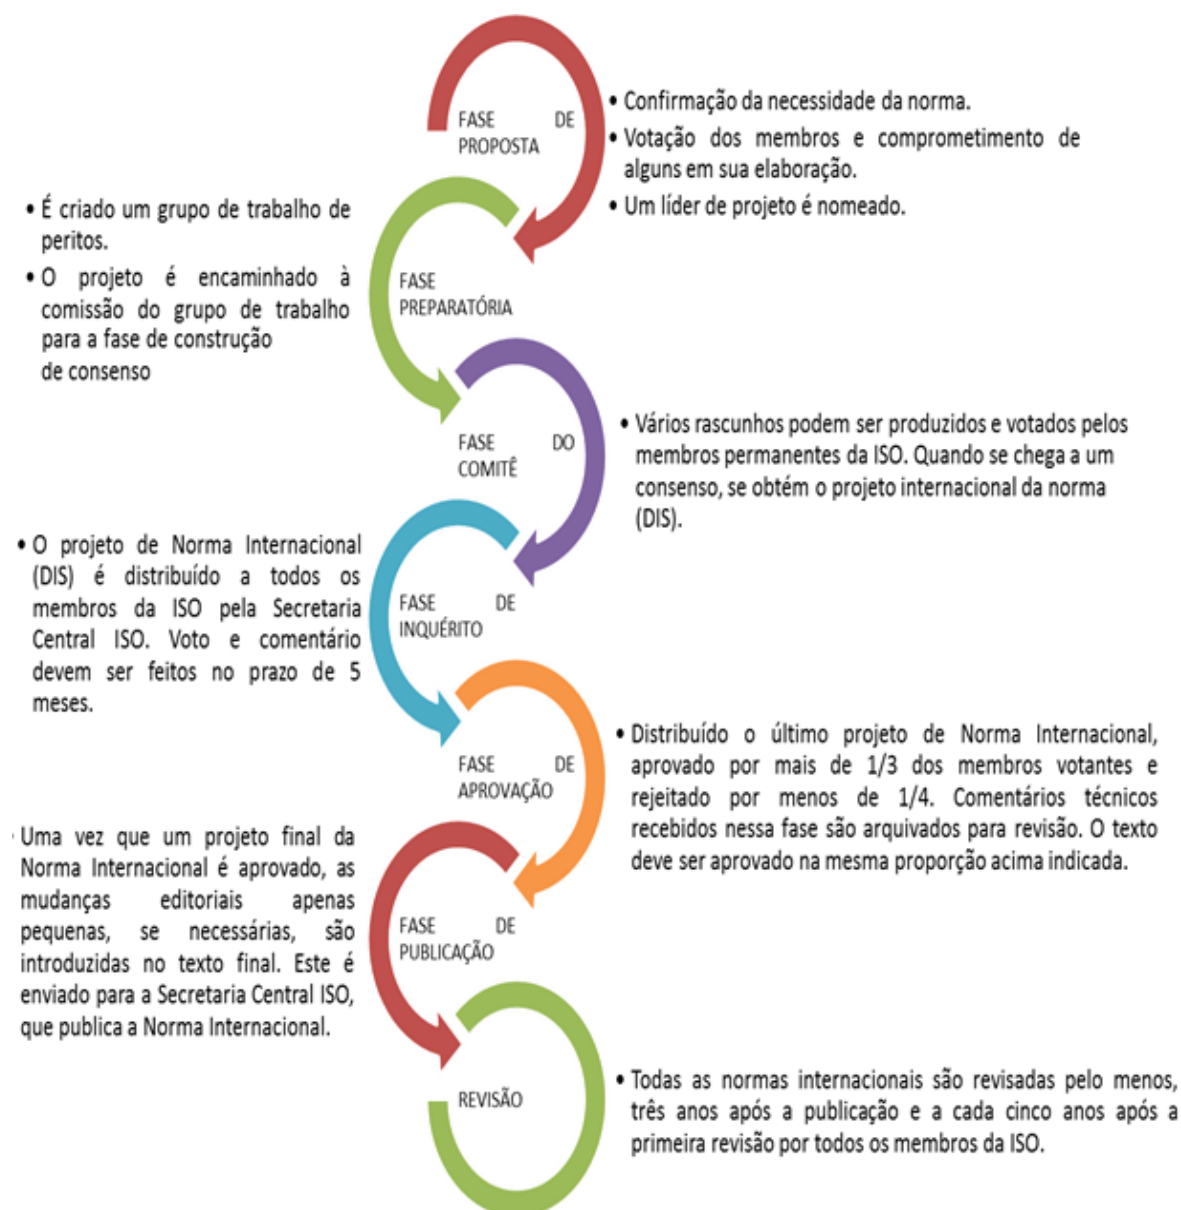 FASE DE
PROPOSTA
• Confirmação da necessidade da norma.
• Votação dos membros e comprometimento de
alguns em sua elaboração.
• Um líder de projeto é nomeado.
• É criado um grupo de trabalho de
peritos.
• O projeto é encaminhado à
comissão do grupo de trabalho
para a fase de construção
de consenso
FASE
PREPARATÓRIA
FASE DO
COMITÊ
• Vários rascunhos podem ser produzidos e votados pelos
membros permanentes da ISO. Quando se chega a um
consenso, se obtém o projeto internacional da norma
(DIS).
• O projeto de Norma Internacional
(DIS) é distribuído a todos os
membros da ISO pela Secretaria
Central ISO. Voto e comentário
devem ser feitos no prazo de 5
meses.
FASE DE
INQUÉRITO
FASE DE
APROVAÇÃO
• Distribuído o último projeto de Norma Internacional,
aprovado por mais de 1/3 dos membros votantes e
rejeitado por menos de 1/4. Comentários técnicos
recebidos nessa fase são arquivados para revisão. O texto
deve ser aprovado na mesma proporção acima indicada.
• Uma vez que um projeto final da
Norma Internacional é aprovado, as
mudanças editoriais apenas
pequenas, se necessárias, são
introduzidas no texto final. Este é
enviado para a Secretaria Central ISO,
que publica a Norma Internacional.
FASE DE
PUBLICAÇÃO
REVISÃO
• Todas as normas internacionais são revisadas pelo menos,
três anos após a publicação e a cada cinco anos após a
primeira revisão por todos os membros da ISO.